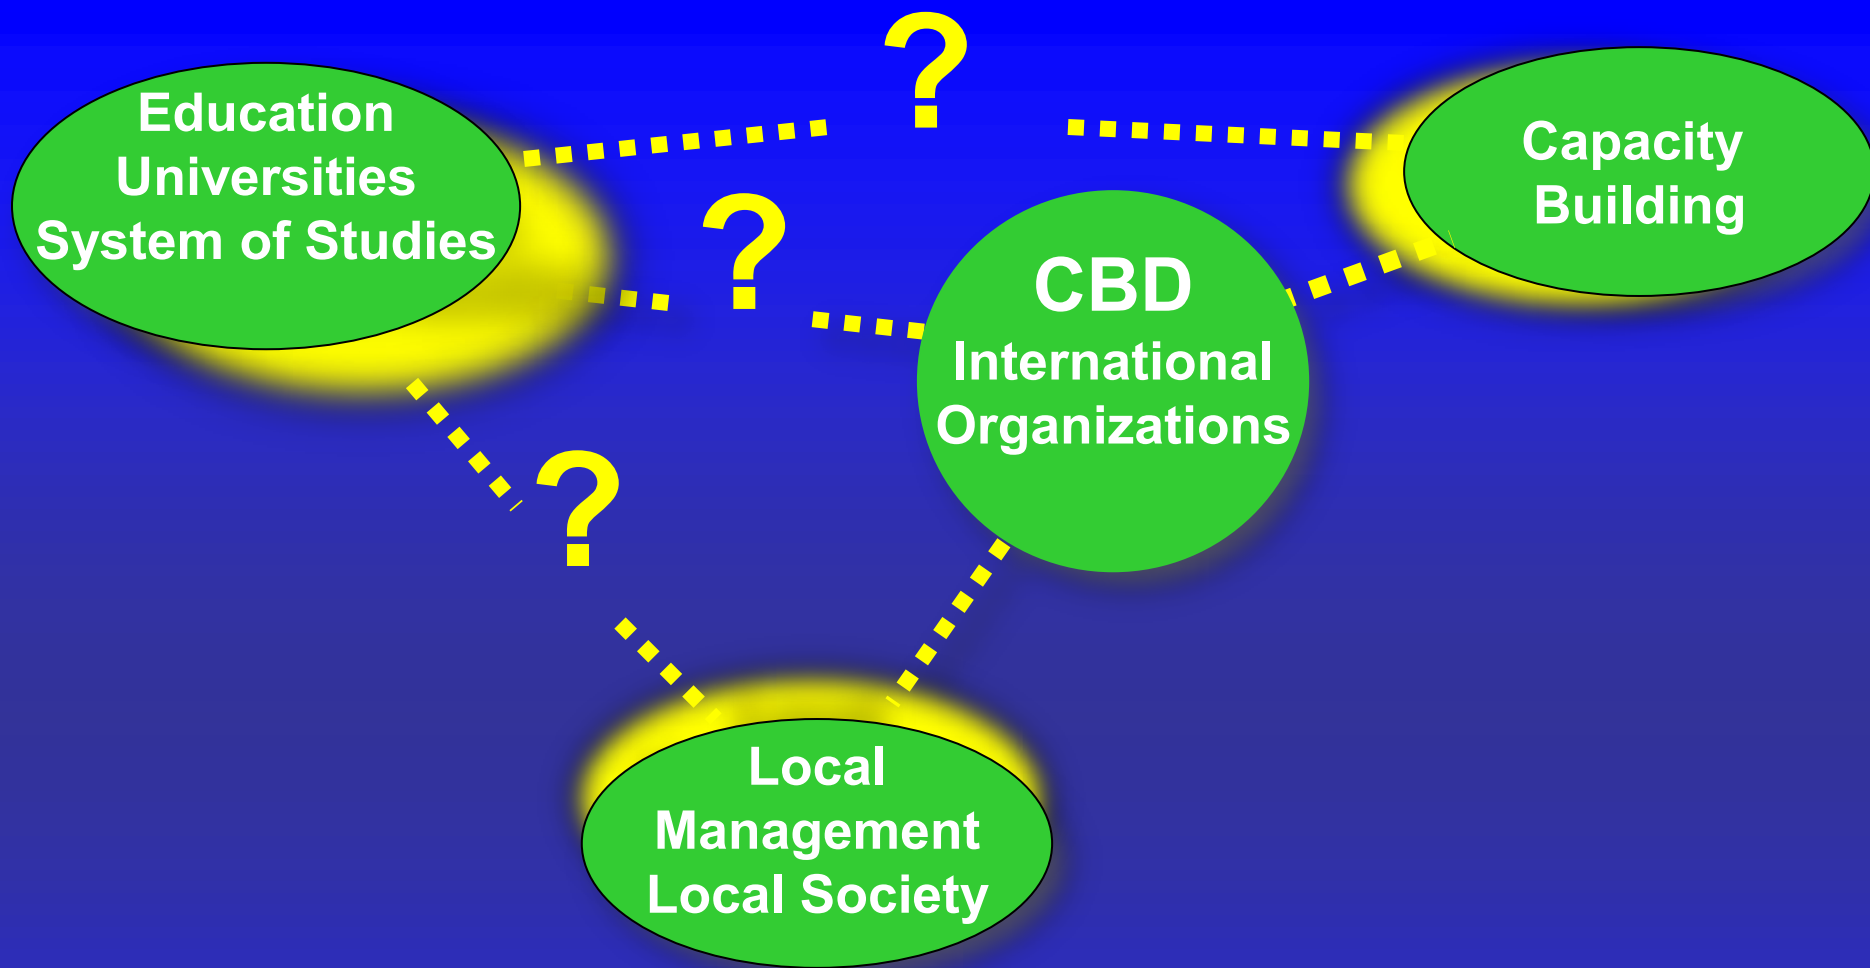 ?
Education
Universities
System of Studies
Capacity
Building
?
CBD
International
Organizations
?
Local
Management
Local Society